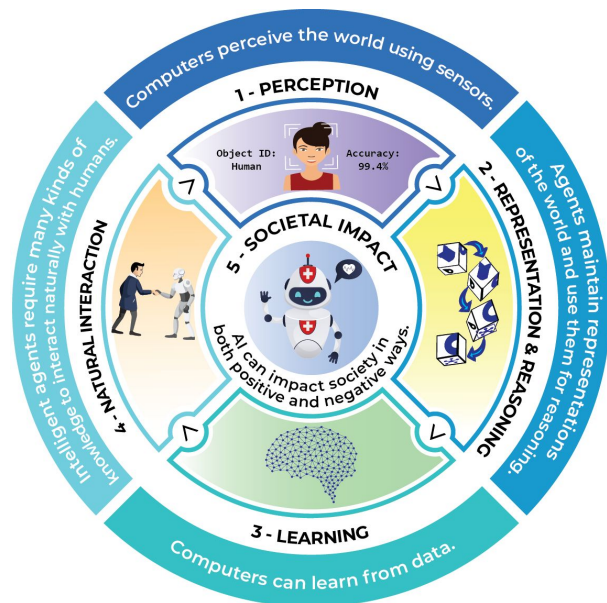 Computers perceive the world using sensors.
1 - PERCEPTION
Object ID:
Human
Accuracy:
99.4%
Agents maintain representations
of the world and use them for reasoning.
2 - REPRESENTATION & REASONING
3 - LEARNING
Computers can learn from data.
Intelligent agents require many kinds of
knowledge to interact naturally with humans.
4 - NATURAL INTERACTION
5 - SOCIETAL IMPACT
AI can impact society in
both positive and negative ways.